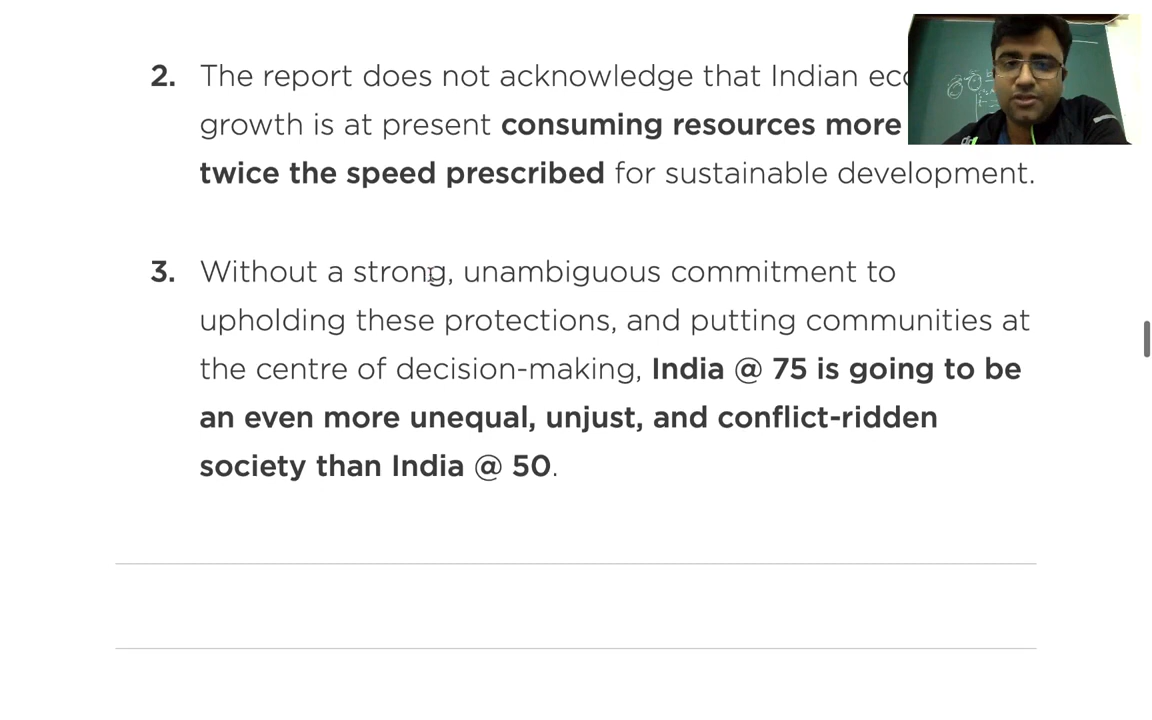 2. The report does not acknowledge that Indian
growth is at present consuming resources more
twice the speed prescribed for sustainable development.
3. Without a strong, unambiguous commitment to
upholding these protections, and putting communities at
the centre of decision-making, India @ 75 is going to be
an even more unequal, unjust, and conflict-ridden
society than India @ 50.